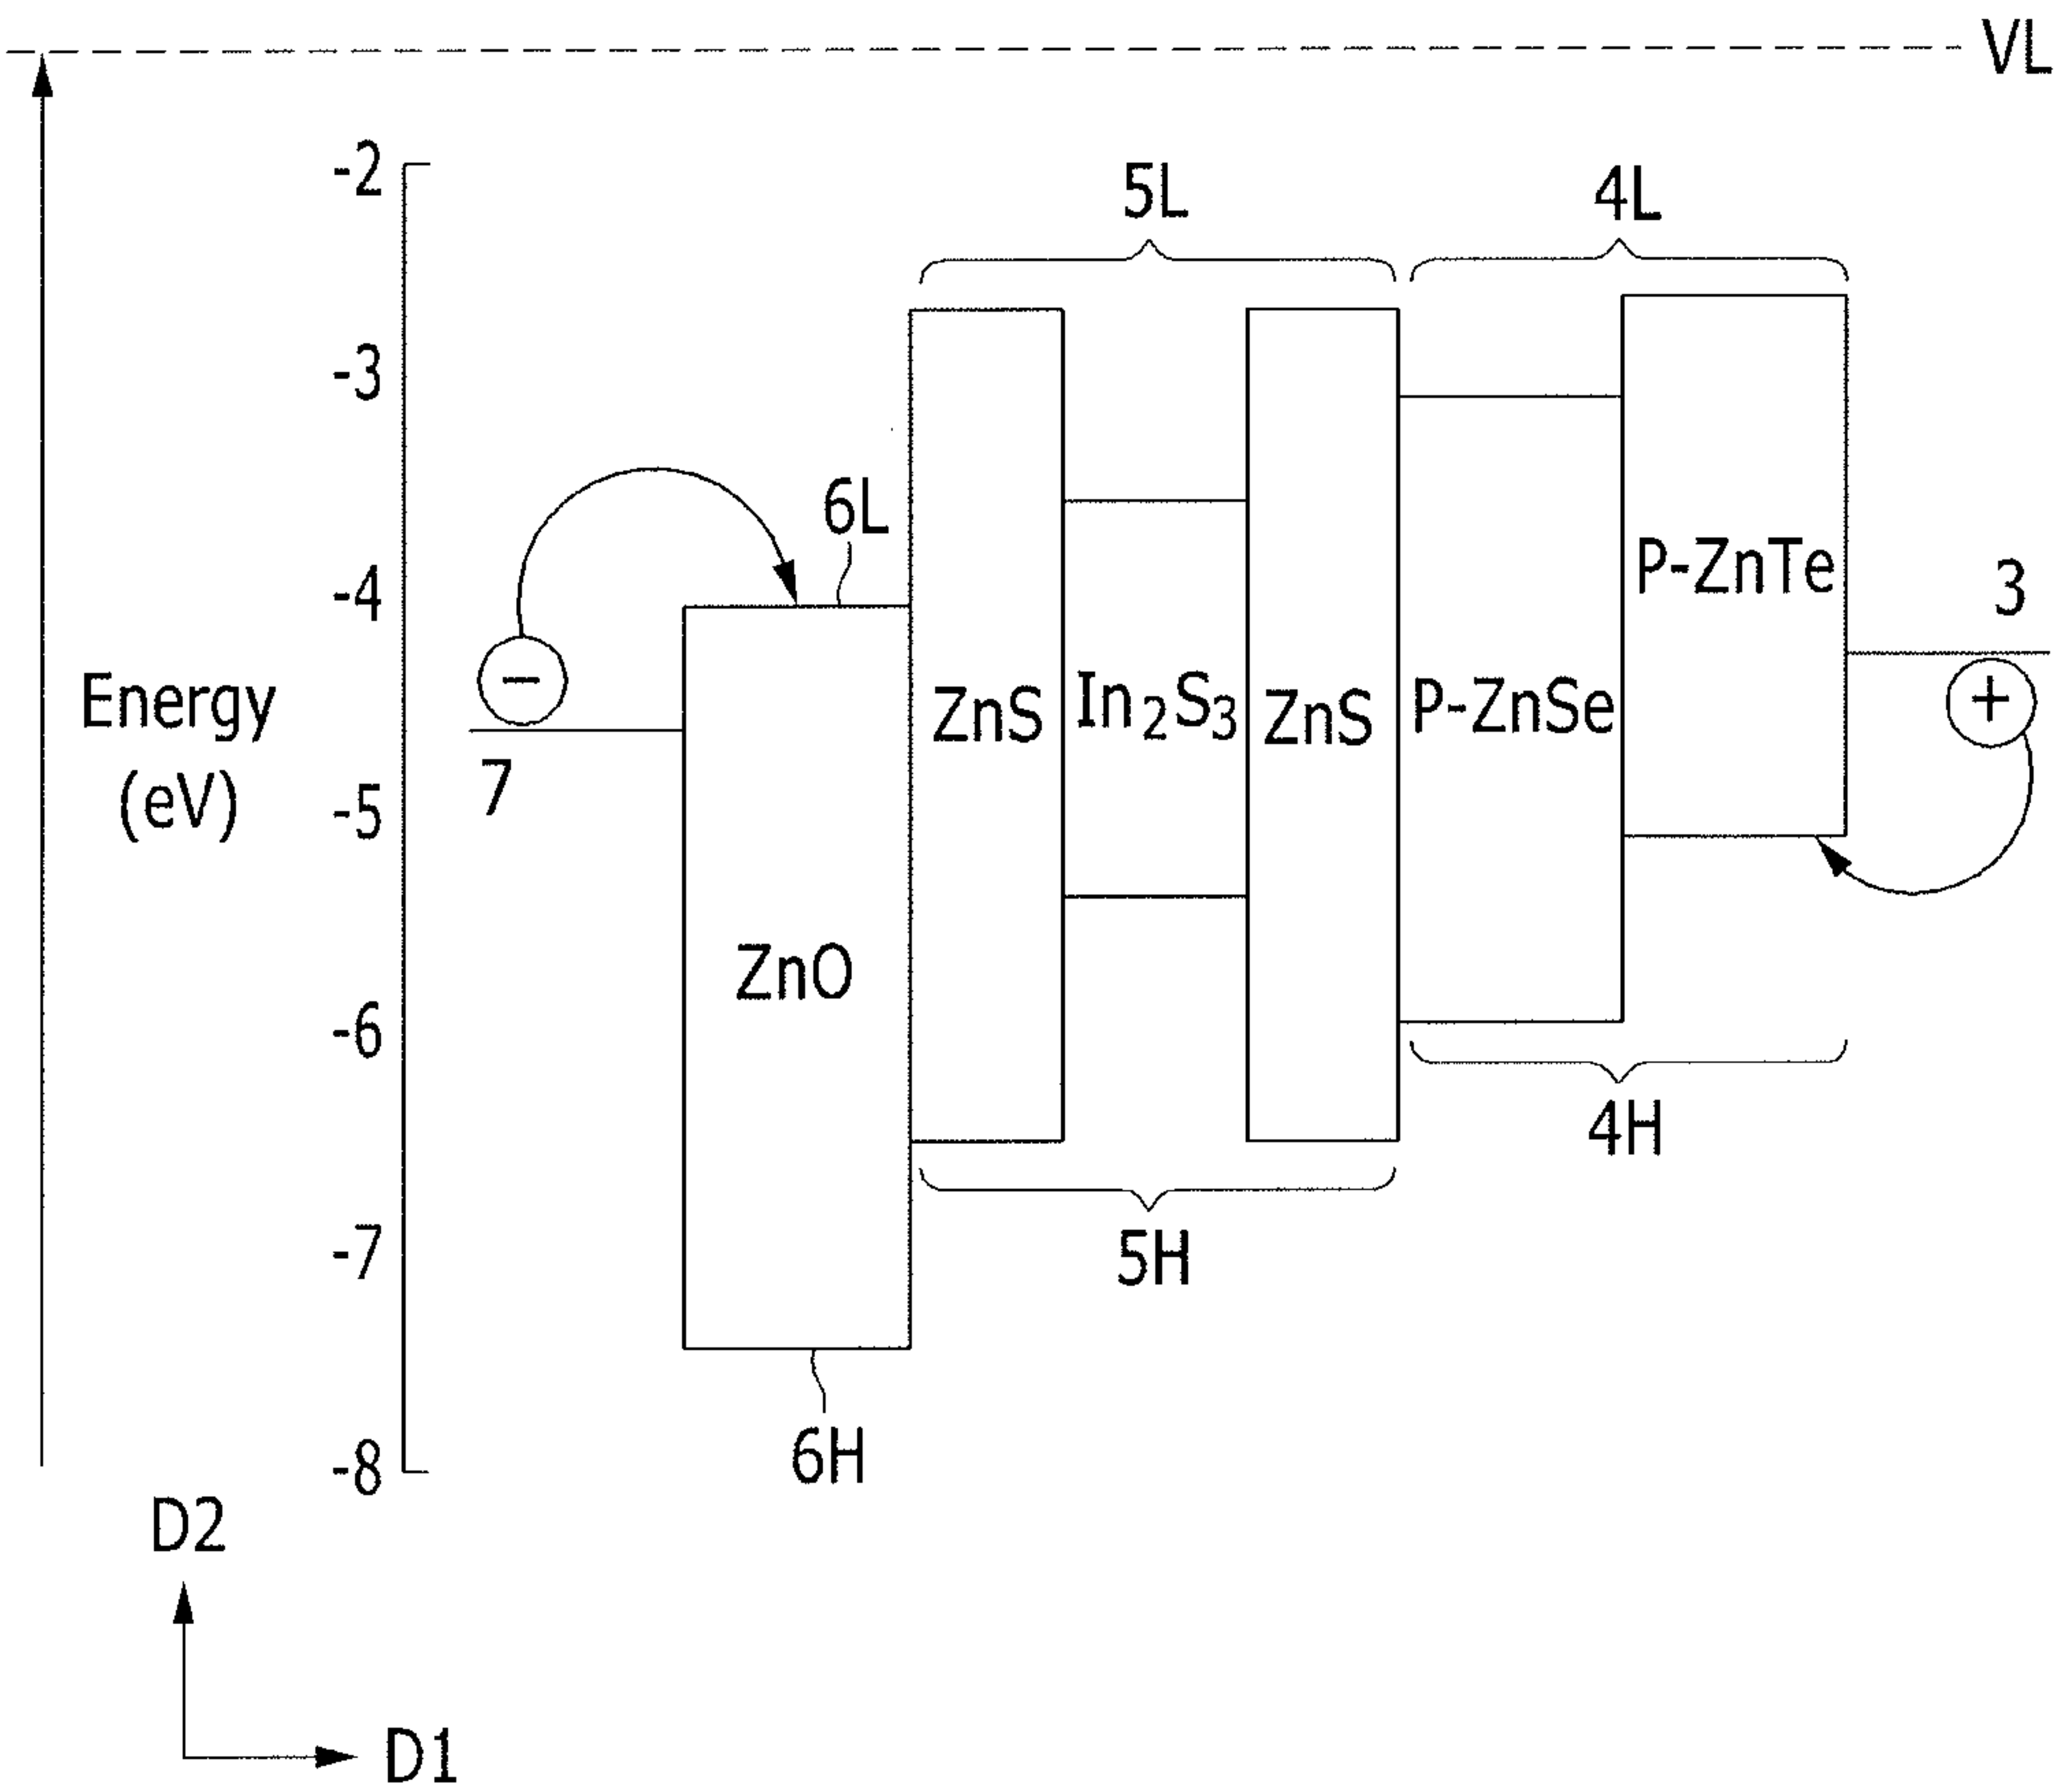 VL
-2
5L
4L
-3
6L
-4
P-ZnTe
3
−
+
Energy
(eV)
ZnS
In₂S₃
ZnS
P-ZnSe
7
-5
ZnO
-6
4H
-7
5H
6H
-8
D2
D1